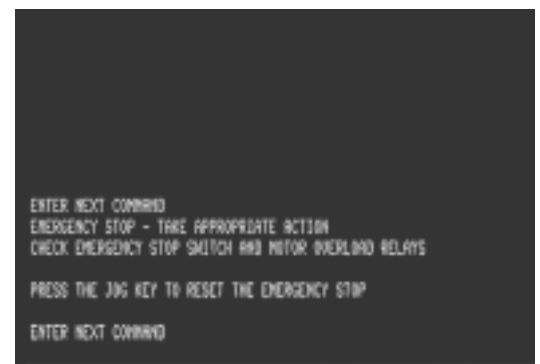 ENTER NEXT COMMAND
EMERGENCY STOP - TAKE APPROPRIATE ACTION
CHECK EMERGENCY STOP SWITCH AND MOTOR OVERLOAD RELAYS
PRESS THE JOG KEY TO RESET THE EMERGENCY STOP
ENTER NEXT COMMAND